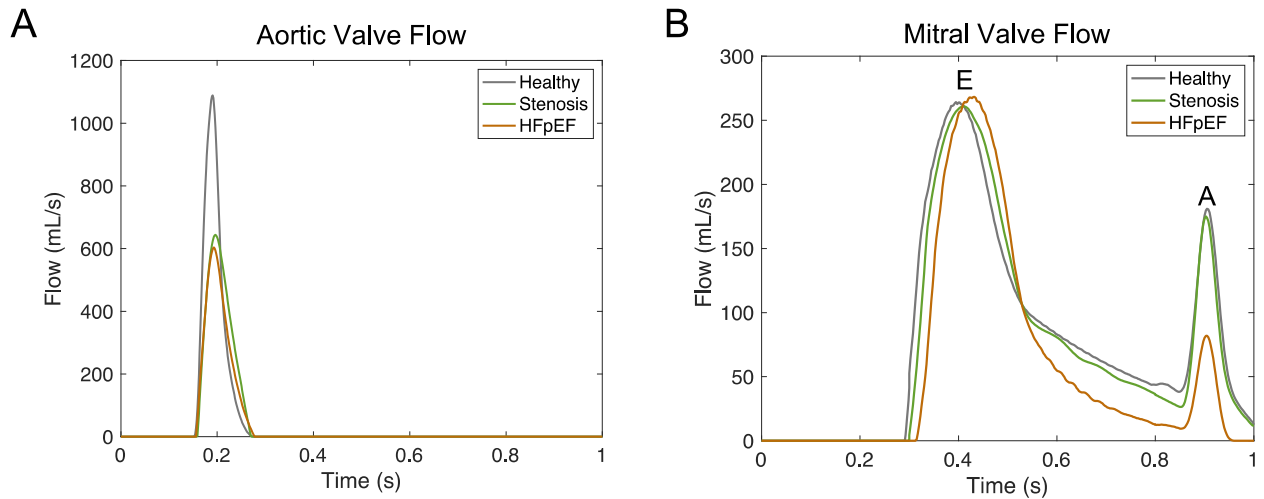 A
Aortic Valve Flow
1200
1000
800
600
400
200
0
Flow (mL/s)
0 0.2 0.4 0.6 0.8 1
Time (s)
Healthy
Stenosis
HFpEF
B
Mitral Valve Flow
300
250
200
150
100
50
0
Flow (mL/s)
0 0.2 0.4 0.6 0.8 1
Time (s)
E
A
Healthy
Stenosis
HFpEF